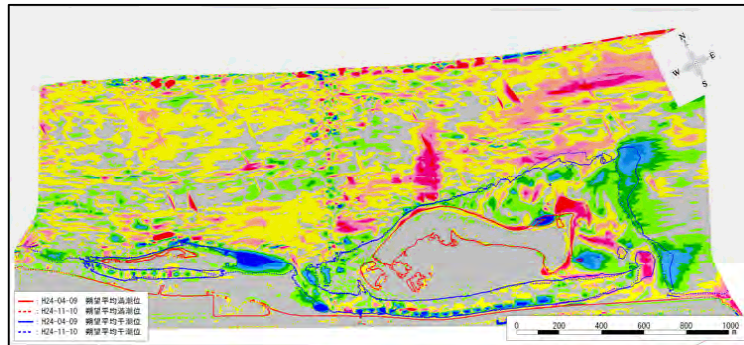 N
E
W
S
: H24-04-09 朔望平均満潮位
: H24-11-10 朔望平均満潮位
: H24-04-09 朔望平均干潮位
: H24-11-10 朔望平均干潮位
0 200 400 600 800 1000
m